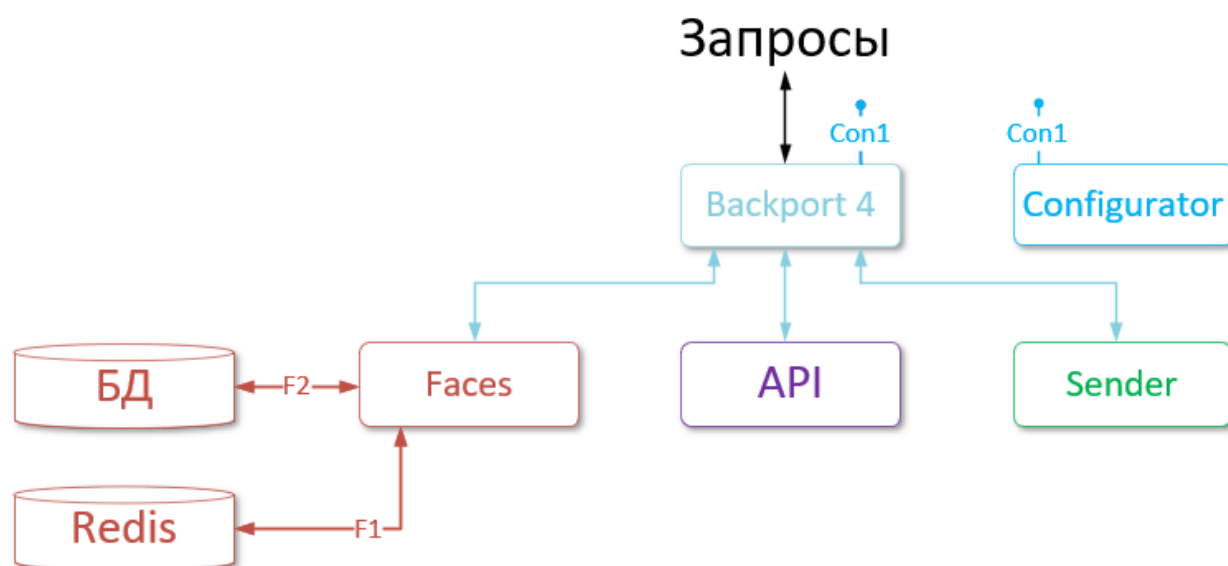 Запросы
Con1
Con1
Backport 4
Configurator
БД
F2
Faces
API
Sender
Redis
F1